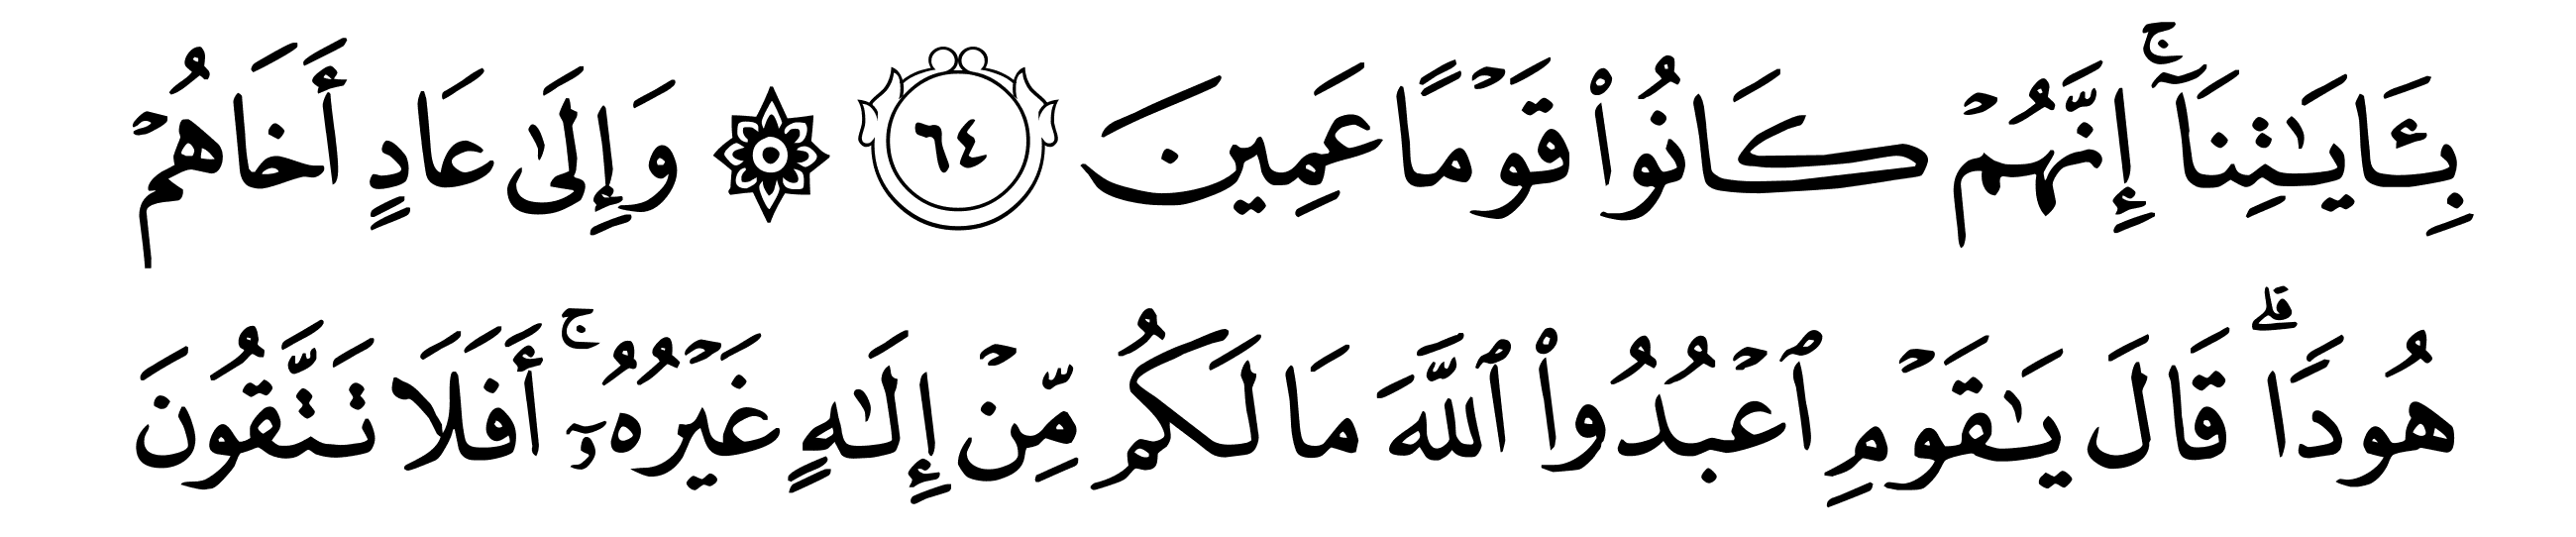 بِـَٔايَـٰتِنَآ ۚ إِنَّهُمْ كَانُوا۟ قَوْمًا عَمِينَ ٦٤ ۞ وَإِلَىٰ عَادٍ أَخَاهُمْ
هُودًا ۗ قَالَ يَـٰقَوْمِ ٱعْبُدُوا۟ ٱللَّهَ مَا لَكُم مِّنْ إِلَـٰهٍ غَيْرُهُۥٓ ۚ أَفَلَا تَتَّقُونَ